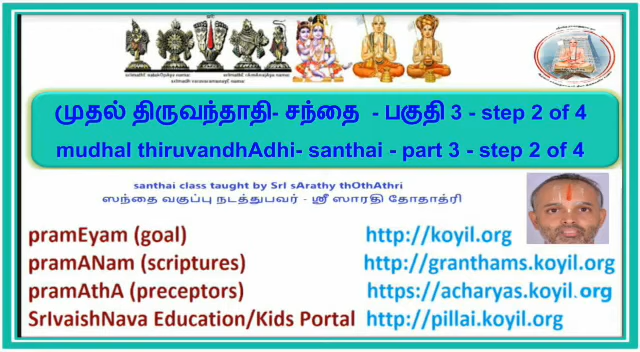 முதல் திருவந்தாதி- சந்தை - பகுதி 3 - step 2 of 4
mudhal thiruvandhAdhi- santhai - part 3 - step 2 of 4
santhai class taught by SrI sArathy thOthAthri
ஸந்தை வகுப்பு நடத்துபவர் - ஸ்ரீ ஸாரதி தோதாத்ரி
pramEyam (goal) http://koyil.org
pramANam (scriptures) http://granthams.koyil.org
pramAthA (preceptors) https://acharyas.koyil.org
SrIvaishNava Education/Kids Portal http://pillai.koyil.org